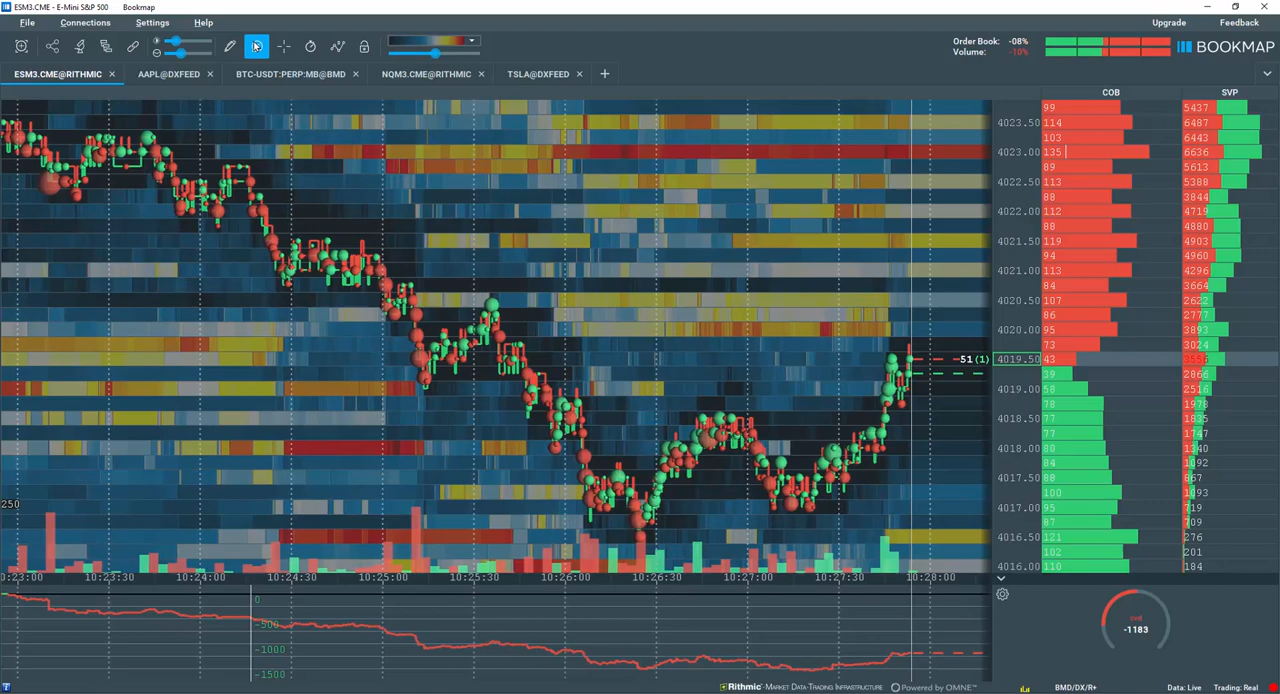 ESM3.CME - E-Mini S&P 500
Bookmap
File Connections Settings Help
Upgrade Feedback
Order Book: -08%
Volume: -10%
BOOKMAP
ESM3.CME@RITHMIC AAPL@DXFEED BTC-USDT:PERP:MB@BMD NQM3.CME@RITHMIC TSLA@DXFEED
COB SVP
99 5437
4023.50 114 6487
103 6443
4023.00 135 6636
89 5613
4022.50 113 5388
88 3844
4022.00 112 4719
88 4880
4021.50 119 4903
94 4960
4021.00 113 4296
84 3664
4020.50 107 2622
86 2777
4020.00 95 3893
73 3024
51 (1) 4019.50 43
39 2866
4019.00 58 2516
78 1978
4018.50 77 1835
77 1747
4018.00 80 1340
84 1092
4017.50 88 867
250 100 1093
4017.00 95 719
87 709
4016.50 121 276
102 201
4016.00 110 184
0:23:00 10:23:30 10:24:00 10:24:30 10:25:00 10:25:30 10:26:00 10:26:30 10:27:00 10:27:30 10:28:00
0
-500
-1000
-1500
svd
-1183
Rithmic-Market Data-Trading Infrastructure Powered by OMNE™ BMD/DX/R+ Data: Live Trading: Real